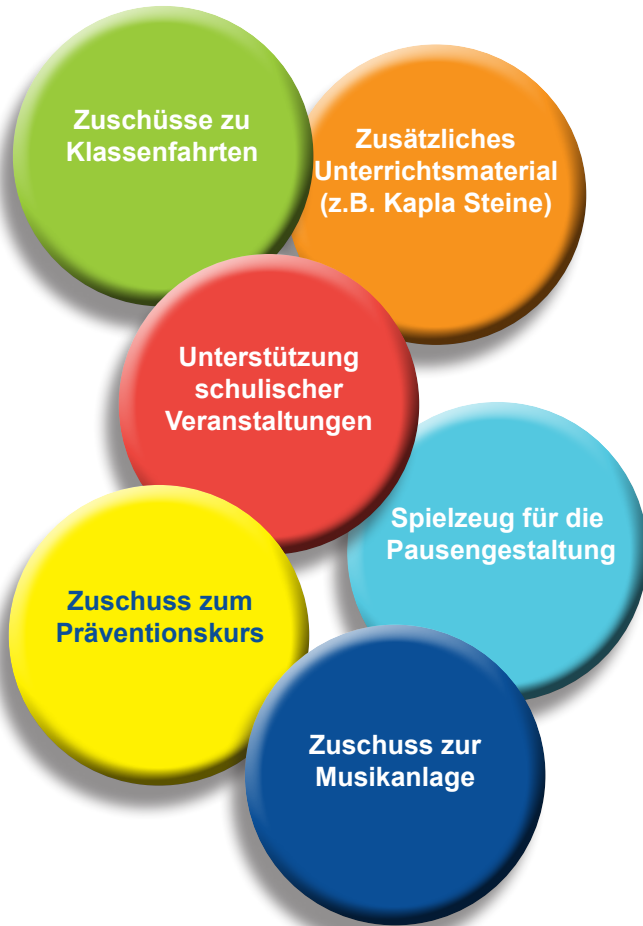 Zuschüsse zu
Klassenfahrten
Zusätzliches
Unterrichtsmaterial
(z.B. Kapla Steine)
Unterstützung
schulischer
Veranstaltungen
Spielzeug für die
Pausengestaltung
Zuschuss zum
Präventionskurs
Zuschuss zur
Musikanlage